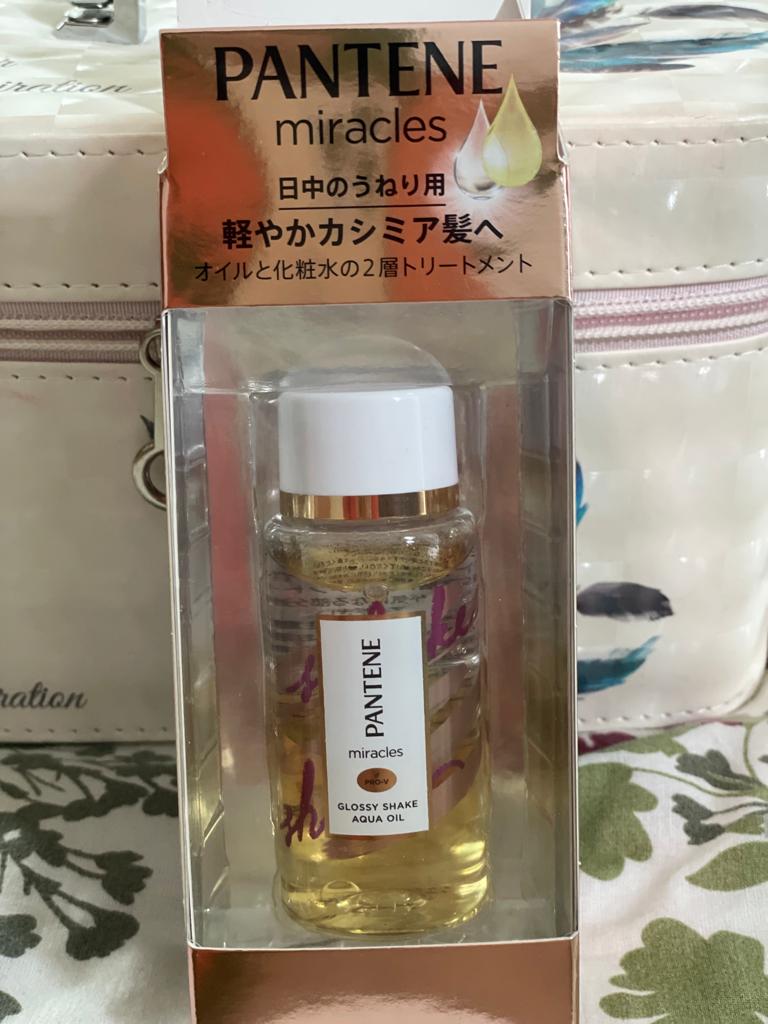 PANTENE
miracles
日中のうねり用
軽やかカシミア髪へ
オイルと化粧水の2層トリートメント
PANTENE
miracles
PRO-V
GLOSSY SHAKE
AQUA OIL